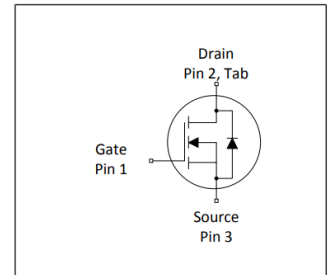 Drain
Pin 2, Tab
Gate
Pin 1
Source
Pin 3